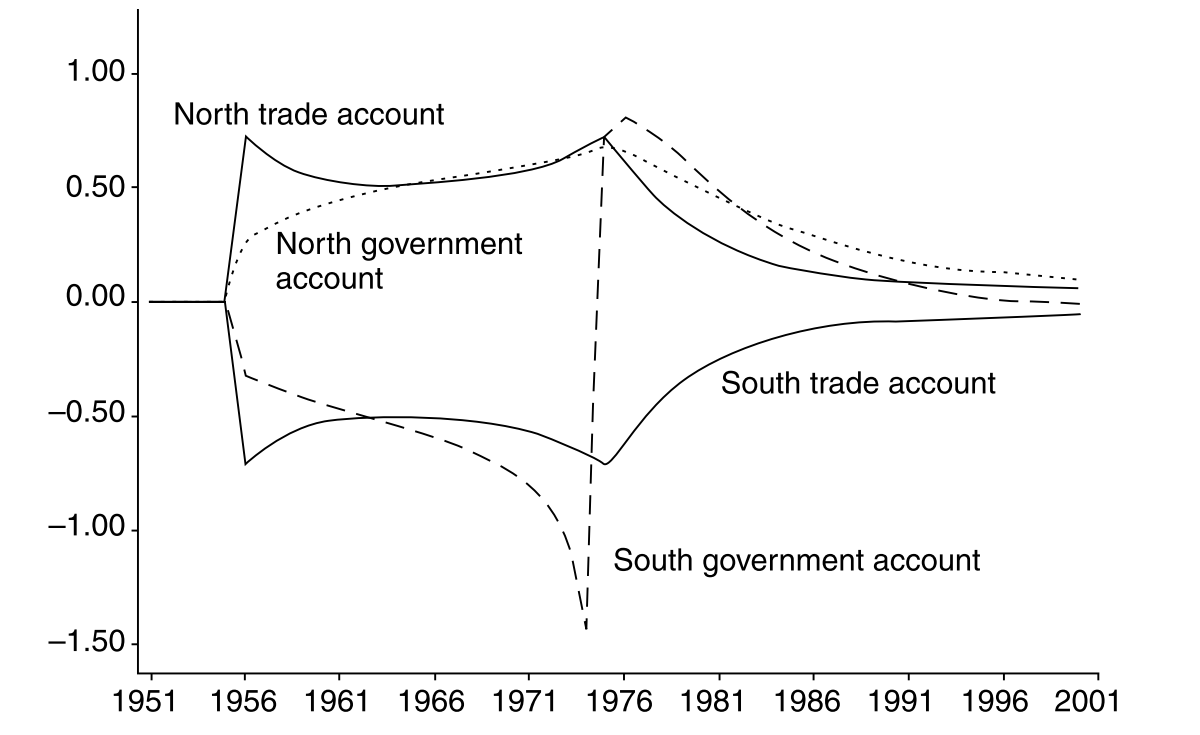 1.00
North trade account
0.50
North government
account
0.00
South trade account
−0.50
−1.00
South government account
−1.50
1951 1956 1961 1966 1971 1976 1981 1986 1991 1996 2001